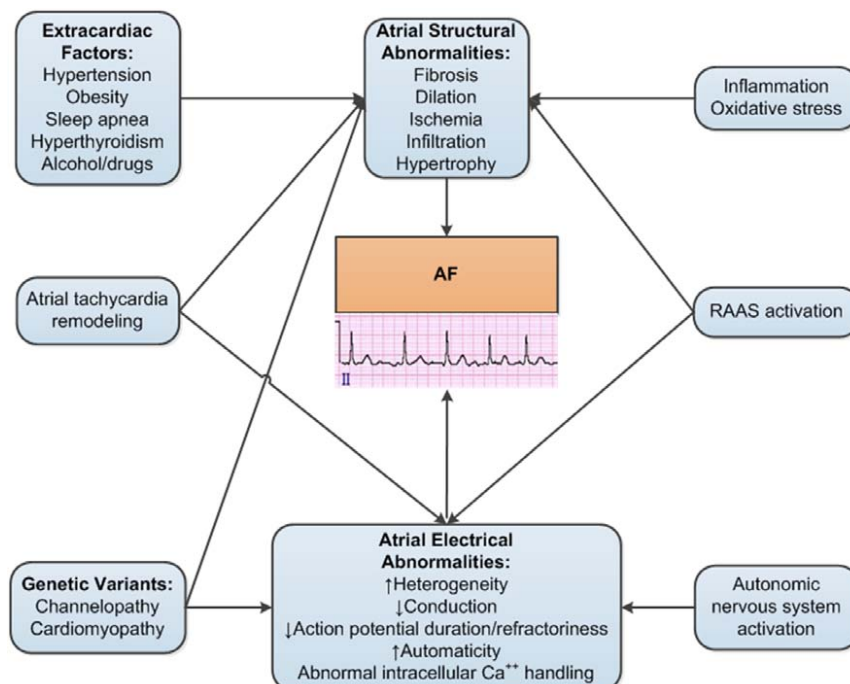 Extracardiac
Factors:
Hypertension
Obesity
Sleep apnea
Hyperthyroidism
Alcohol/drugs
Atrial Structural
Abnormalities:
Fibrosis
Dilation
Ischemia
Infiltration
Hypertrophy
Inflammation
Oxidative stress
Atrial tachycardia
remodeling
AF
II
RAAS activation
Genetic Variants:
Channelopathy
Cardiomyopathy
Atrial Electrical
Abnormalities:
↑Heterogeneity
↓Conduction
↓Action potential duration/refractoriness
↑Automaticity
Abnormal intracellular Ca⁺⁺ handling
Autonomic
nervous system
activation